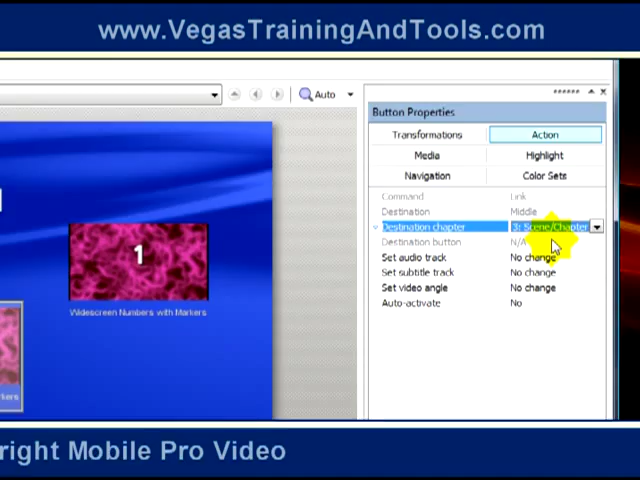 www.VegasTrainingAndTools.com
Auto
Button Properties
Transformations Action
Media Highlight
Navigation Color Sets
Command Link
Destination Middle
Destination chapter 3: Scene/Chapter
Destination button N/A
Set audio track No change
Set subtitle track No change
Set video angle No change
Auto-activate No
1
Widescreen Numbers with Markers
kers
right Mobile Pro Video